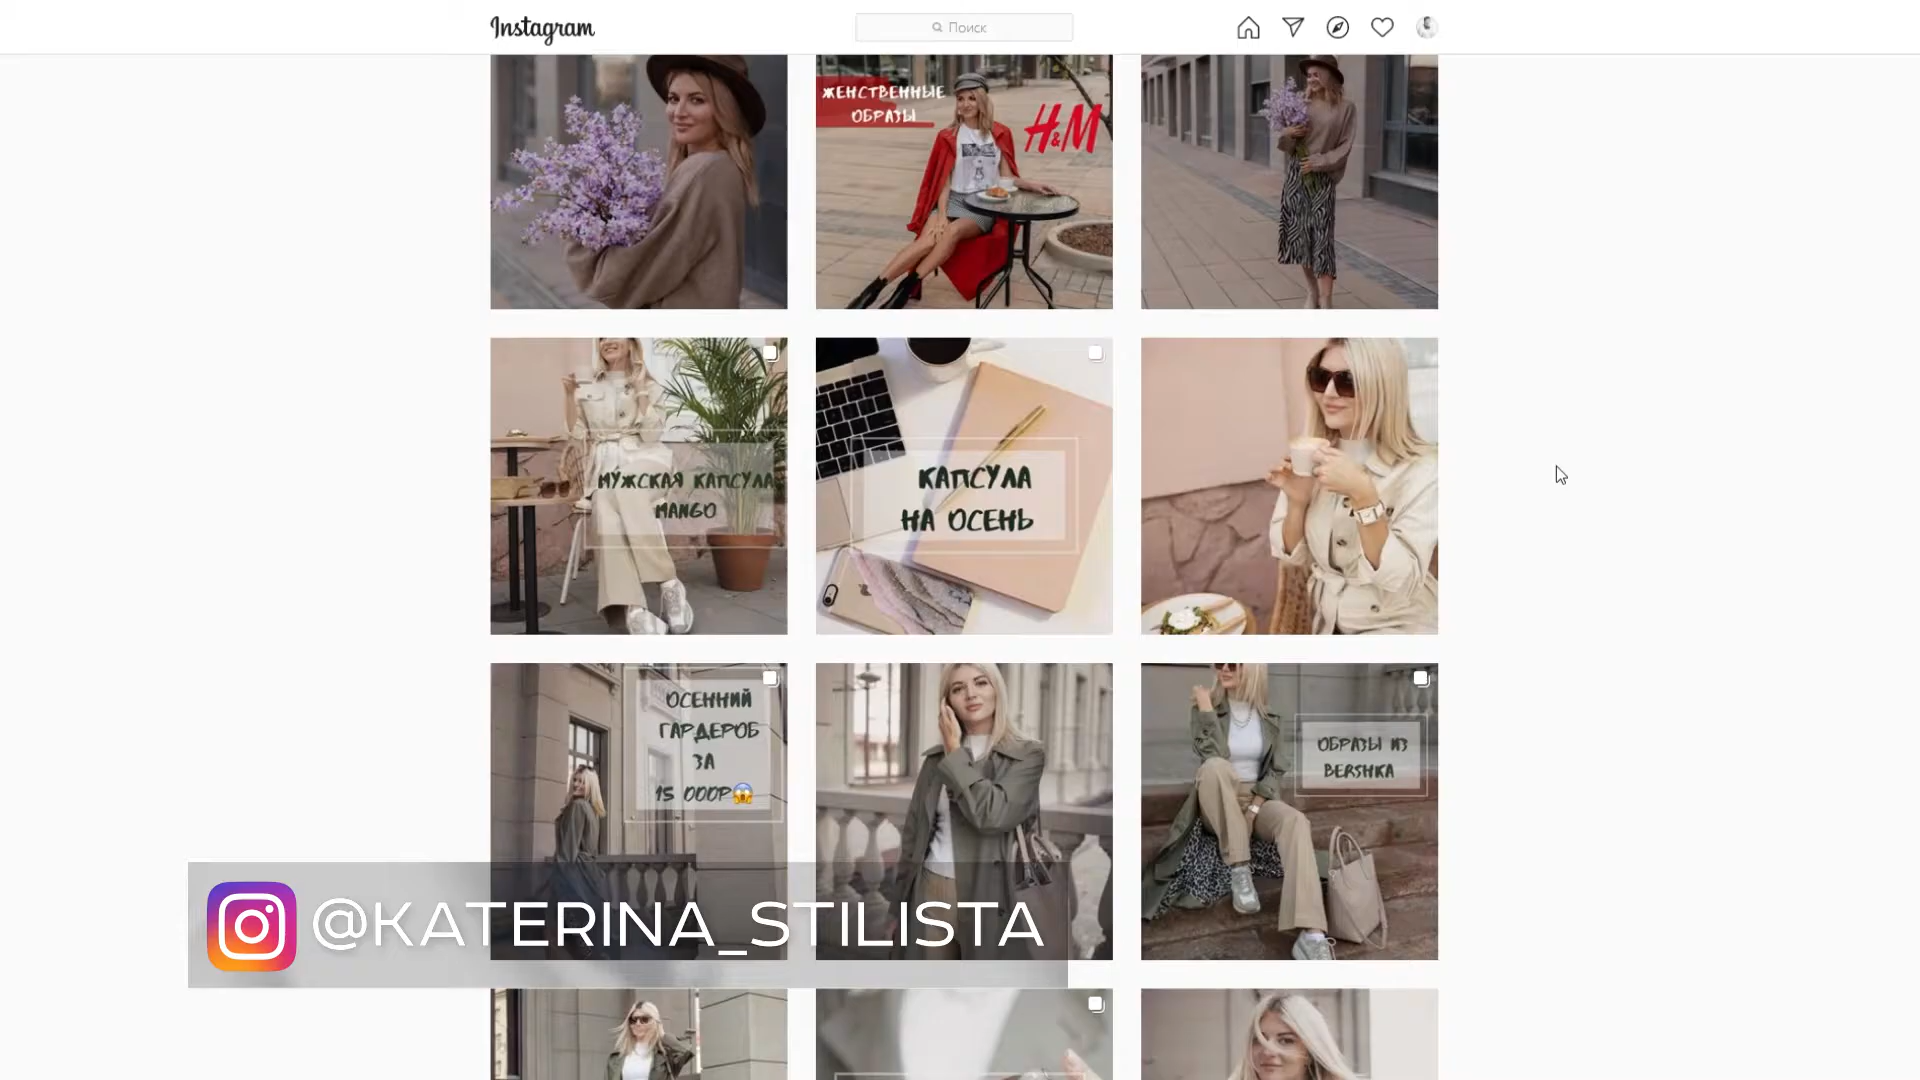 Instagram
Поиск
ЖЕНСТВЕННЫЕ
ОБРАЗЫ
H&M
МУЖСКАЯ КАПСУЛА
MANGO
КАПСУЛА
НА ОСЕНЬ
ОСЕННИЙ
ГАРДЕРОБ
ЗА
15 000Р😱
ОБРАЗЫ ИЗ
BERSHKA
@KATERINA_STILISTA